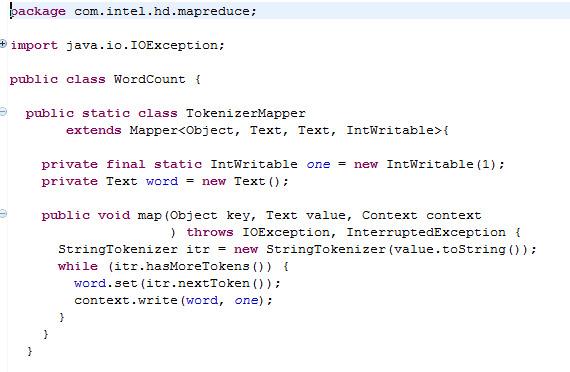 package com.intel.hd.mapreduce;
import java.io.IOException;
public class WordCount {
public static class TokenizerMapper
extends Mapper<Object, Text, Text, IntWritable>{
private final static IntWritable one = new IntWritable(1);
private Text word = new Text();
public void map(Object key, Text value, Context context
) throws IOException, InterruptedException {
StringTokenizer itr = new StringTokenizer(value.toString());
while (itr.hasMoreTokens()) {
word.set(itr.nextToken());
context.write(word, one);
}
}
}